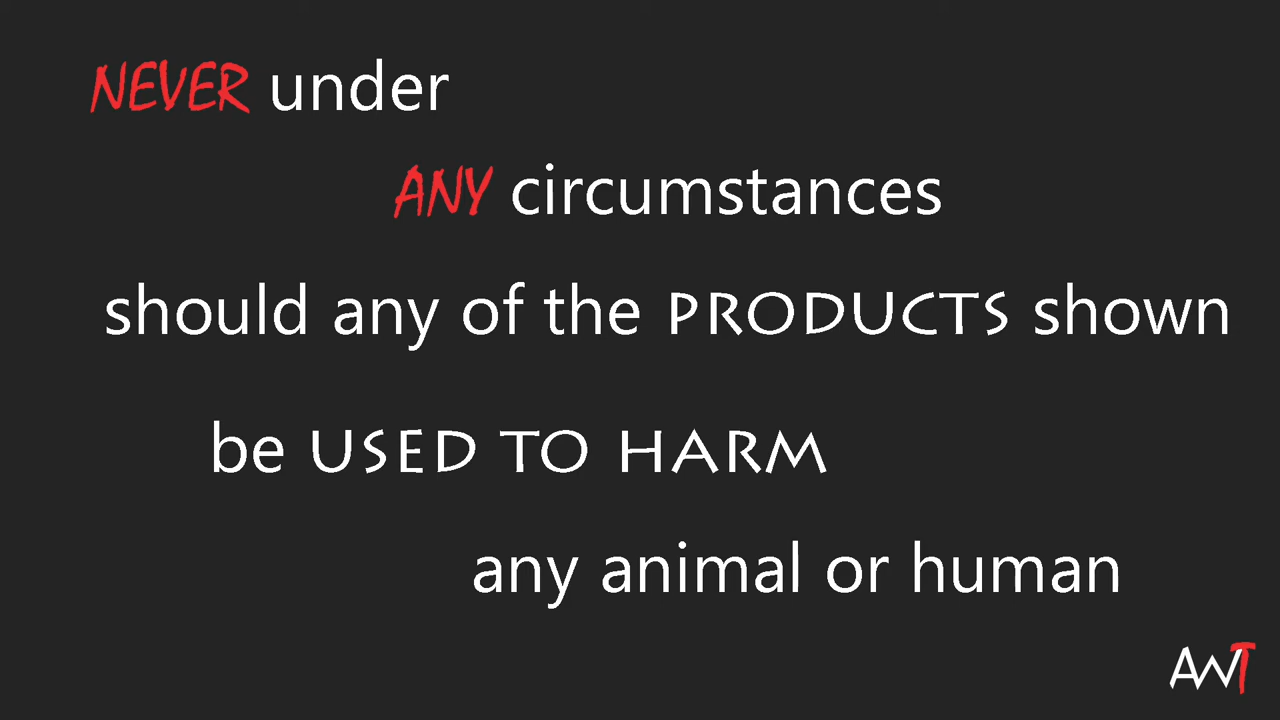 NEVER under
ANY circumstances
should any of the PRODUCTS shown
be USED TO HARM
any animal or human
AWT